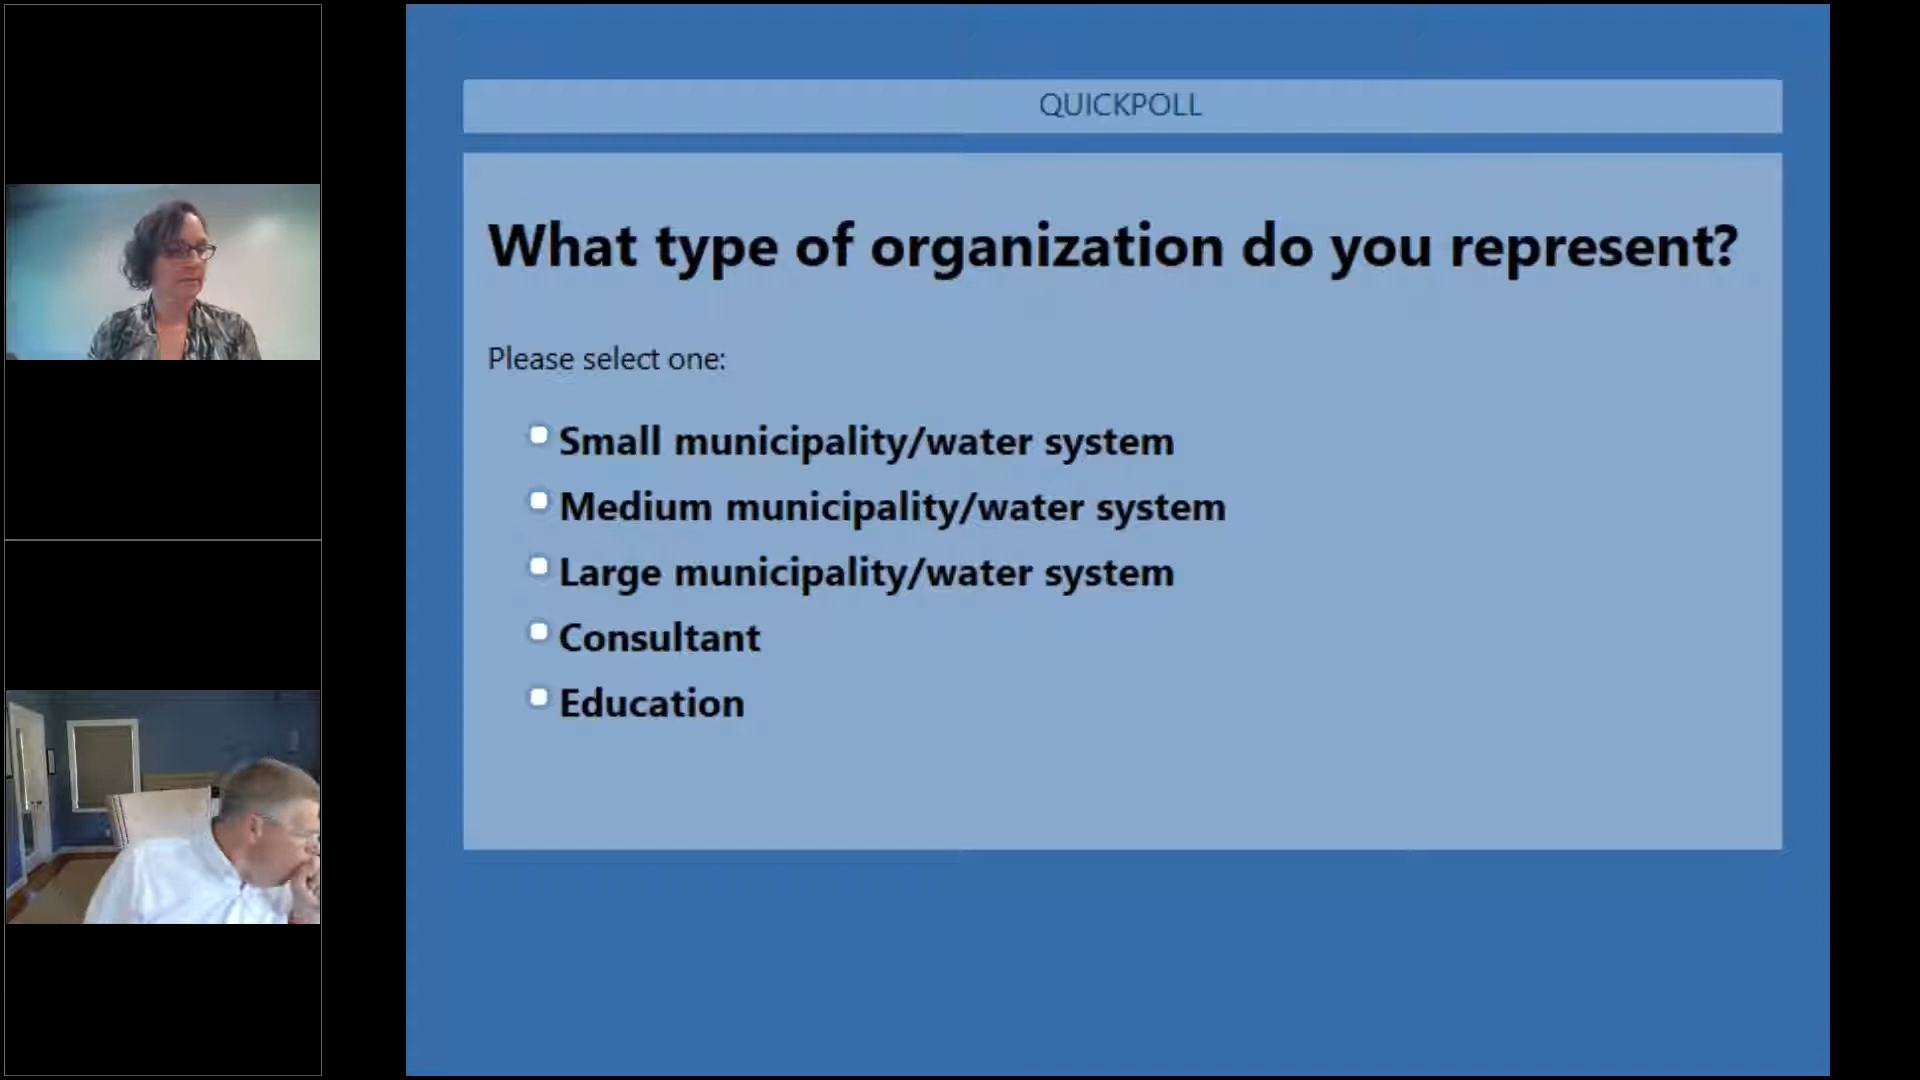 QUICKPOLL
What type of organization do you represent?
Please select one:
Small municipality/water system
Medium municipality/water system
Large municipality/water system
Consultant
Education